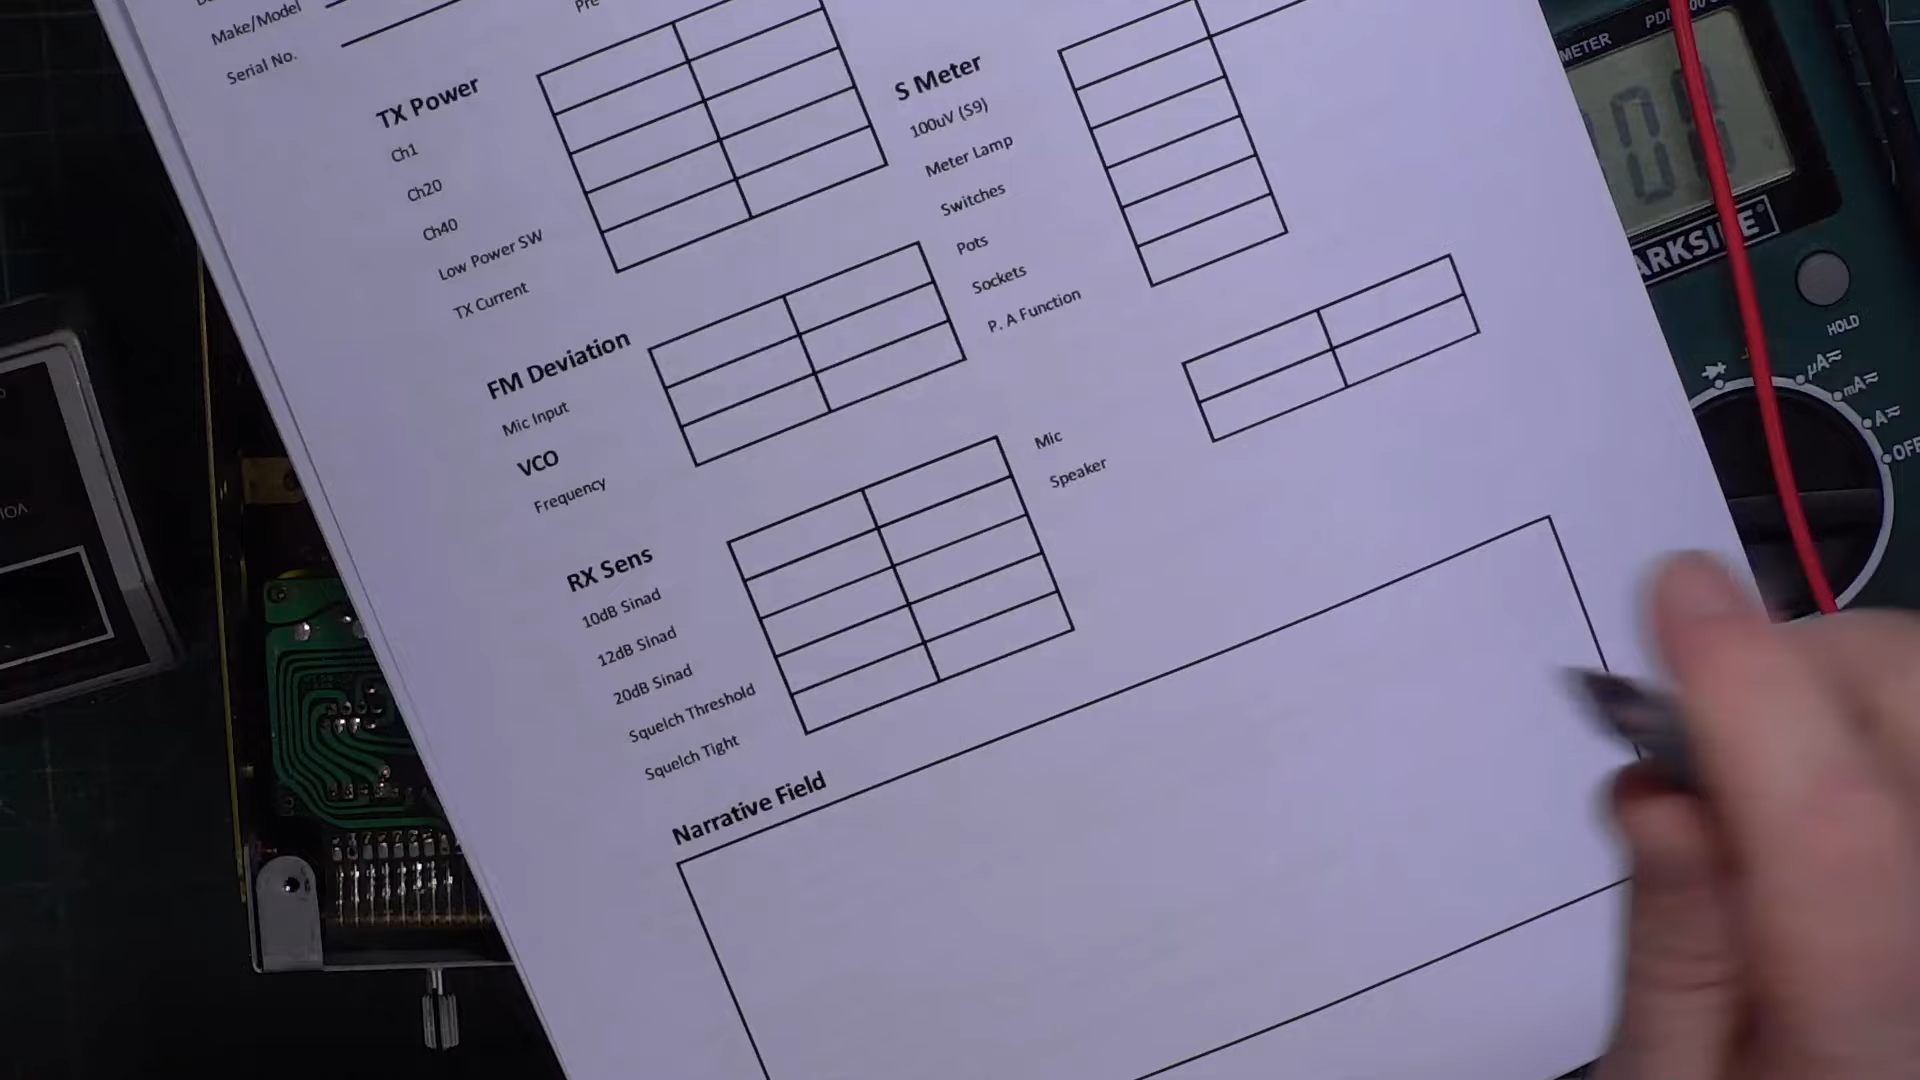 Make/Model
Serial No.
Pre
TX Power
Ch1
Ch20
Ch40
Low Power SW
TX Current
FM Deviation
Mic Input
VCO
Frequency
RX Sens
10dB Sinad
12dB Sinad
20dB Sinad
Squelch Threshold
Squelch Tight
S Meter
100uV (S9)
Meter Lamp
Switches
Pots
Sockets
P. A Function
Mic
Speaker
Narrative Field
METER
ARKSIDE
HOLD
µA
mA
A
OFF